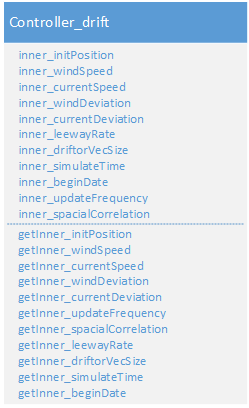 Controller_drift
inner_initPosition
inner_windSpeed
inner_currentSpeed
inner_windDeviation
inner_currentDeviation
inner_leewayRate
inner_driftorVecSize
inner_simulateTime
inner_beginDate
inner_updateFrequency
inner_spacialCorrelation
getInner_initPosition
getInner_windSpeed
getInner_currentSpeed
getInner_windDeviation
getInner_currentDeviation
getInner_updateFrequency
getInner_spacialCorrelation
getInner_leewayRate
getInner_driftorVecSize
getInner_simulateTime
getInner_beginDate